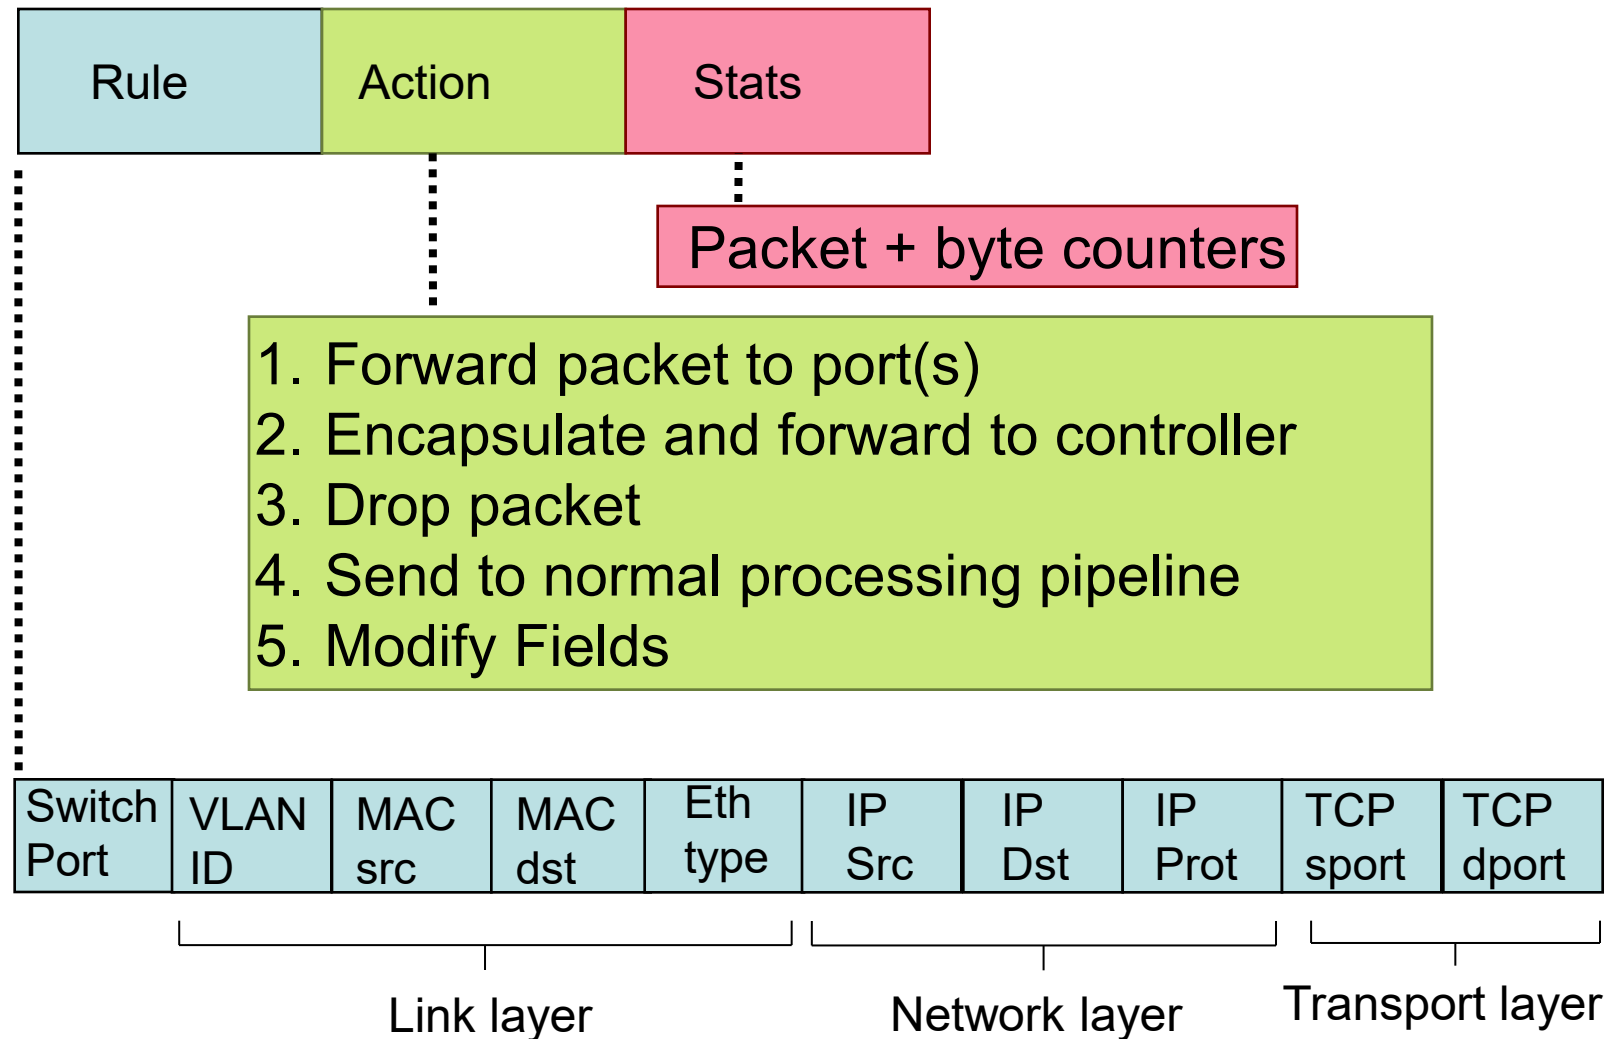 Rule Action Stats
Packet + byte counters
1. Forward packet to port(s)
2. Encapsulate and forward to controller
3. Drop packet
4. Send to normal processing pipeline
5. Modify Fields
Switch Port
VLAN ID
MAC src
MAC dst
Eth type
IP Src
IP Dst
IP Prot
TCP sport
TCP dport
Link layer
Network layer
Transport layer